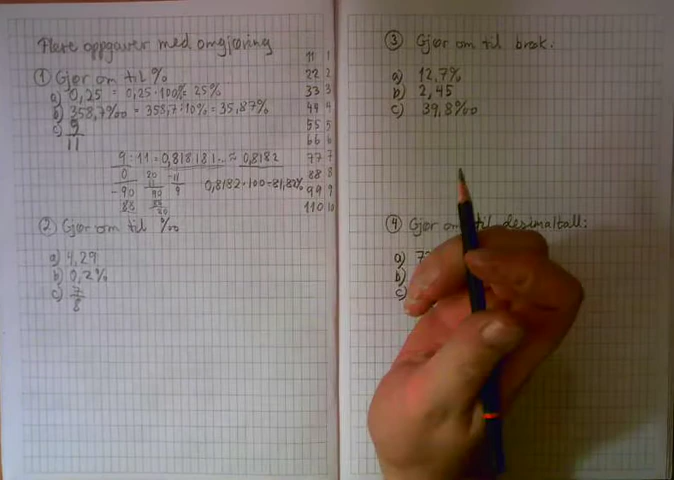 Flere oppgaver med omgjøring
① Gjør om til %
a) 0,25 = 0,25·100% = 25%
b) 358,7‰ = 358,7:10% = 35,87%
c) 9/11
9:11 = 0,818181... ≈ 0,8182
0,8182·100 = 81,82%
11 1
22 2
33 3
44 4
55 5
66 6
77 7
88 8
99 9
110 10
② Gjør om til ‰
a) 4,29
b) 0,2%
c) 7/8
③ Gjør om til brøk:
a) 12,7%
b) 2,45
c) 39,8‰
④ Gjør om til desimaltall:
a)
b)
c)